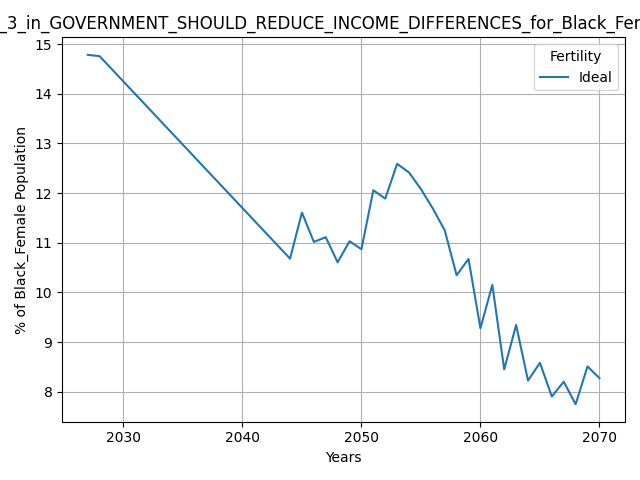 _3_in_GOVERNMENT_SHOULD_REDUCE_INCOME_DIFFERENCES_for_Black_Fer
Fertility
Ideal
% of Black_Female Population
15
14
13
12
11
10
9
8
2030 2040 2050 2060 2070
Years